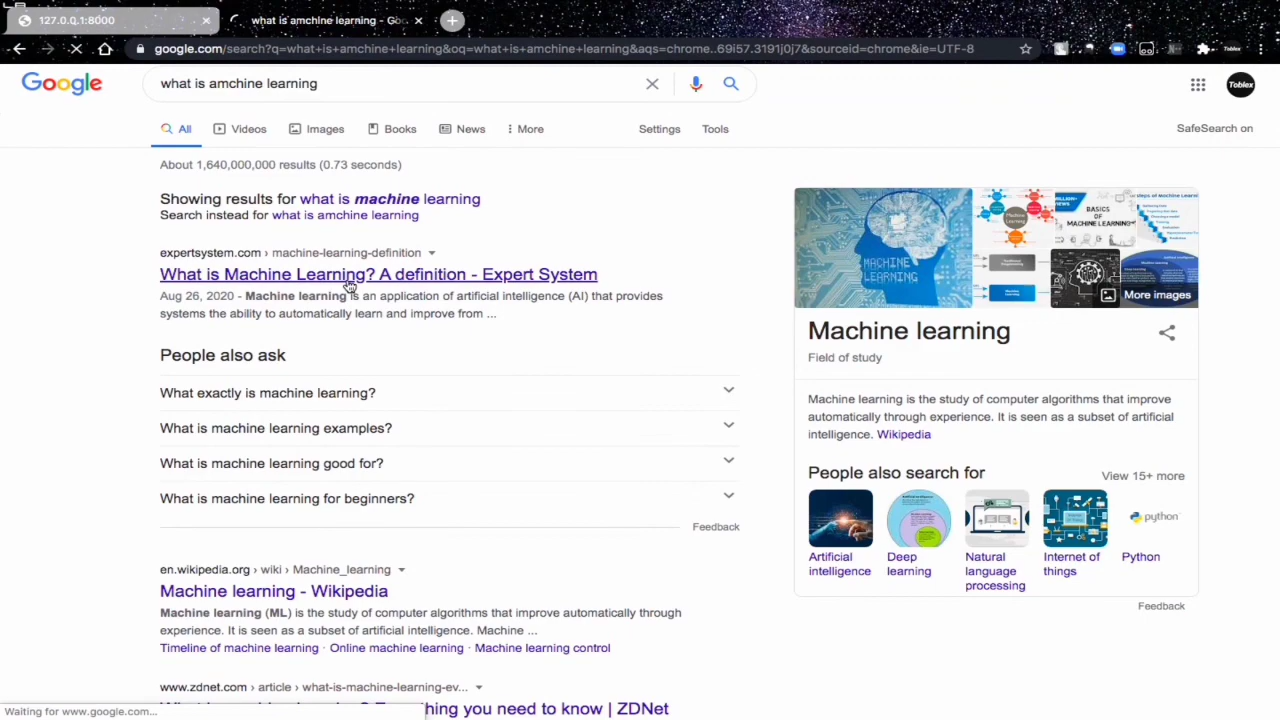 127.0.0.1:8000
what is amchine learning - Goo
google.com/search?q=what+is+amchine+learning&oq=what+is+amchine+learning&aqs=chrome..69i57.3191j0j7&sourceid=chrome&ie=UTF-8
Google
what is amchine learning
Toblex
All
Videos
Images
Books
News
More
Settings
Tools
SafeSearch on
About 1,640,000,000 results (0.73 seconds)
Showing results for what is machine learning
Search instead for what is amchine learning
expertsystem.com › machine-learning-definition
What is Machine Learning? A definition - Expert System
Aug 26, 2020 - Machine learning is an application of artificial intelligence (AI) that provides
systems the ability to automatically learn and improve from ...
People also ask
What exactly is machine learning?
What is machine learning examples?
What is machine learning good for?
What is machine learning for beginners?
Feedback
en.wikipedia.org › wiki › Machine_learning
Machine learning - Wikipedia
Machine learning (ML) is the study of computer algorithms that improve automatically through
experience. It is seen as a subset of artificial intelligence. Machine ...
Timeline of machine learning · Online machine learning · Machine learning control
www.zdnet.com › article › what-is-machine-learning-ev...
thing you need to know | ZDNet
Waiting for www.google.com...
MACHINE
LEARNING
BASICS
OF
MACHINE LEARNING
More images
Machine learning
Field of study
Machine learning is the study of computer algorithms that improve
automatically through experience. It is seen as a subset of artificial
intelligence. Wikipedia
People also search for
View 15+ more
python
Artificial
intelligence
Deep
learning
Natural
language
processing
Internet of
things
Python
Feedback